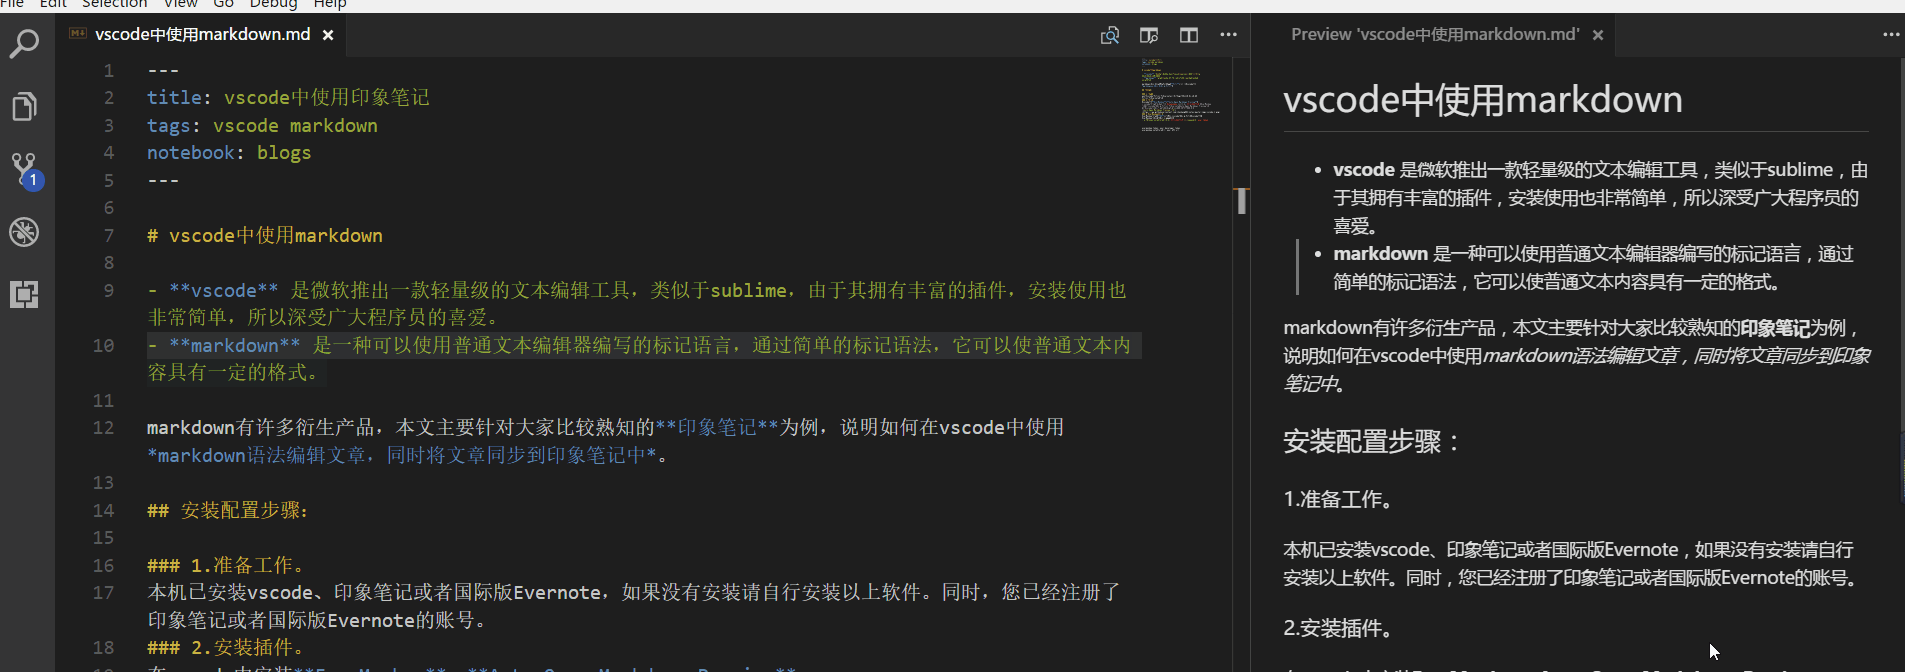 File Edit Selection View Go Debug Help
vscode中使用markdown.md
1 ---
2 title: vscode中使用印象笔记
3 tags: vscode markdown
4 notebook: blogs
5 ---
6
7 # vscode中使用markdown
8
9 - **vscode** 是微软推出一款轻量级的文本编辑工具，类似于sublime，由于其拥有丰富的插件，安装使用也
非常简单，所以深受广大程序员的喜爱。
10 - **markdown** 是一种可以使用普通文本编辑器编写的标记语言，通过简单的标记语法，它可以使普通文本内
容具有一定的格式。
11
12 markdown有许多衍生产品，本文主要针对大家比较熟知的**印象笔记**为例，说明如何在vscode中使用
*markdown语法编辑文章，同时将文章同步到印象笔记中*。
13
14 ## 安装配置步骤：
15
16 ### 1.准备工作。
17 本机已安装vscode、印象笔记或者国际版Evernote，如果没有安装请自行安装以上软件。同时，您已经注册了
印象笔记或者国际版Evernote的账号。
18 ### 2.安装插件。
1
Preview 'vscode中使用markdown.md'
vscode中使用markdown
• vscode 是微软推出一款轻量级的文本编辑工具，类似于sublime，由
于其拥有丰富的插件，安装使用也非常简单，所以深受广大程序员的
喜爱。
• markdown 是一种可以使用普通文本编辑器编写的标记语言，通过
简单的标记语法，它可以使普通文本内容具有一定的格式。
markdown有许多衍生产品，本文主要针对大家比较熟知的印象笔记为例，
说明如何在vscode中使用markdown语法编辑文章，同时将文章同步到印象
笔记中。
安装配置步骤：
1.准备工作。
本机已安装vscode、印象笔记或者国际版Evernote，如果没有安装请自行
安装以上软件。同时，您已经注册了印象笔记或者国际版Evernote的账号。
2.安装插件。